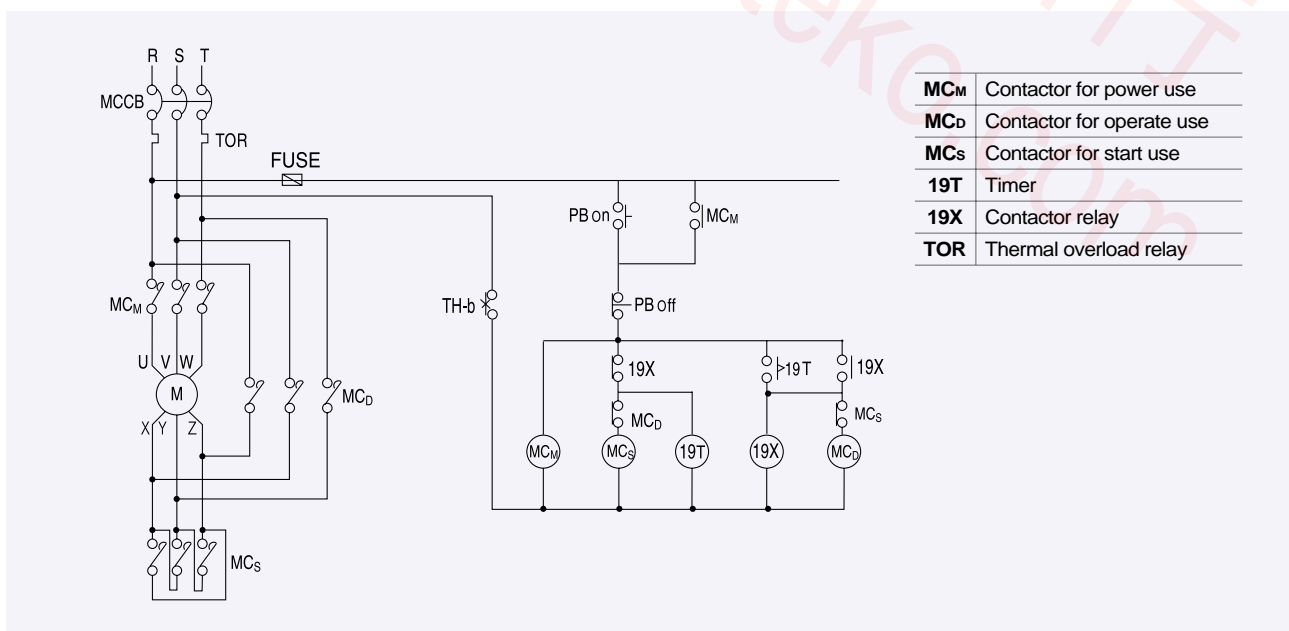 R S T
MCCB
TOR
FUSE
PB on
MCM
TH-b
PB off
MCM
U V W
M
X Y Z
MCD
19X
19T
19X
MCD
MCS
MCM
MCS
19T
19X
MCD
MCS
MCM Contactor for power use
MCD Contactor for operate use
MCS Contactor for start use
19T Timer
19X Contactor relay
TOR Thermal overload relay
teko.com